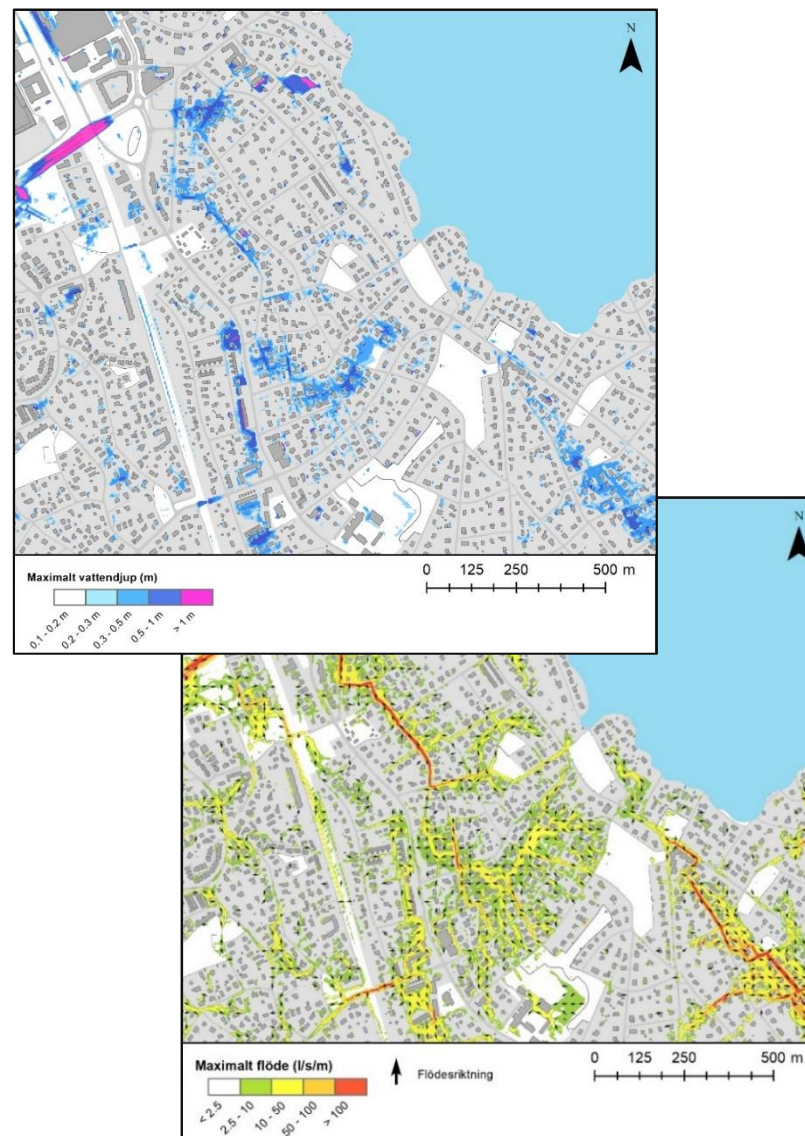 N
Maximalt vattendjup (m)
0.1 - 0.2 m
0.2 - 0.3 m
0.3 - 0.5 m
0.5 - 1 m
> 1 m
0 125 250 500 m
N
Maximalt flöde (l/s/m)
< 2.5
2.5 - 10
10 - 50
50 - 100
> 100
Flödesriktning
0 125 250 500 m